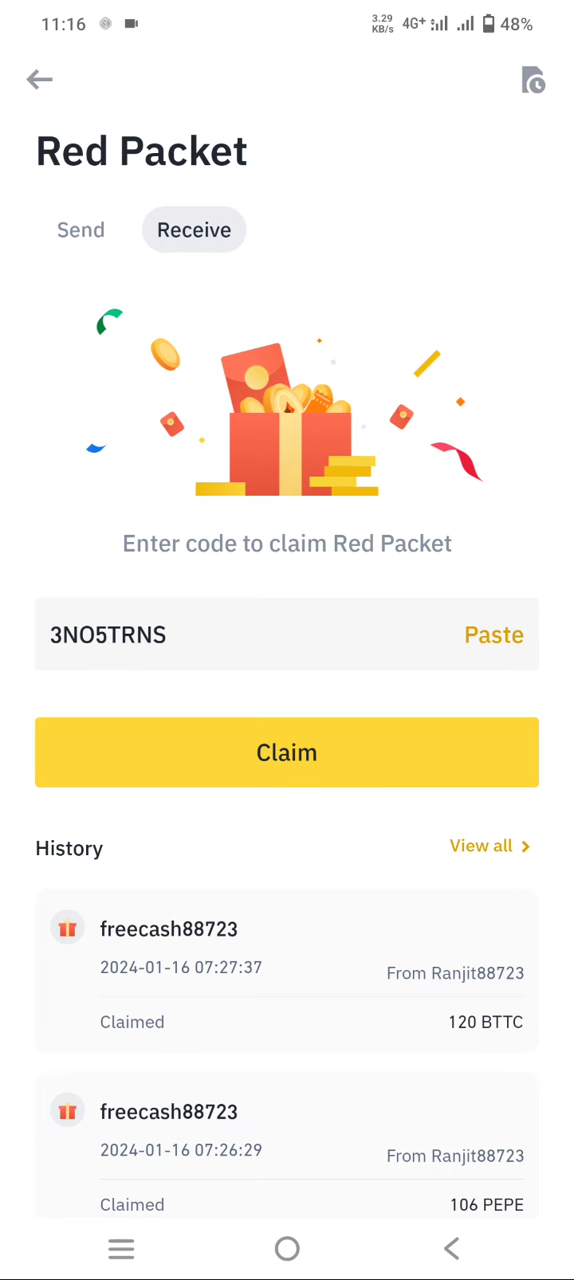 11:16
3.29
KB/s
4G+
48%
Red Packet
Send
Receive
Enter code to claim Red Packet
3NO5TRNS
Paste
Claim
History
View all
freecash88723
2024-01-16 07:27:37
From Ranjit88723
Claimed
120 BTTC
freecash88723
2024-01-16 07:26:29
From Ranjit88723
Claimed
106 PEPE